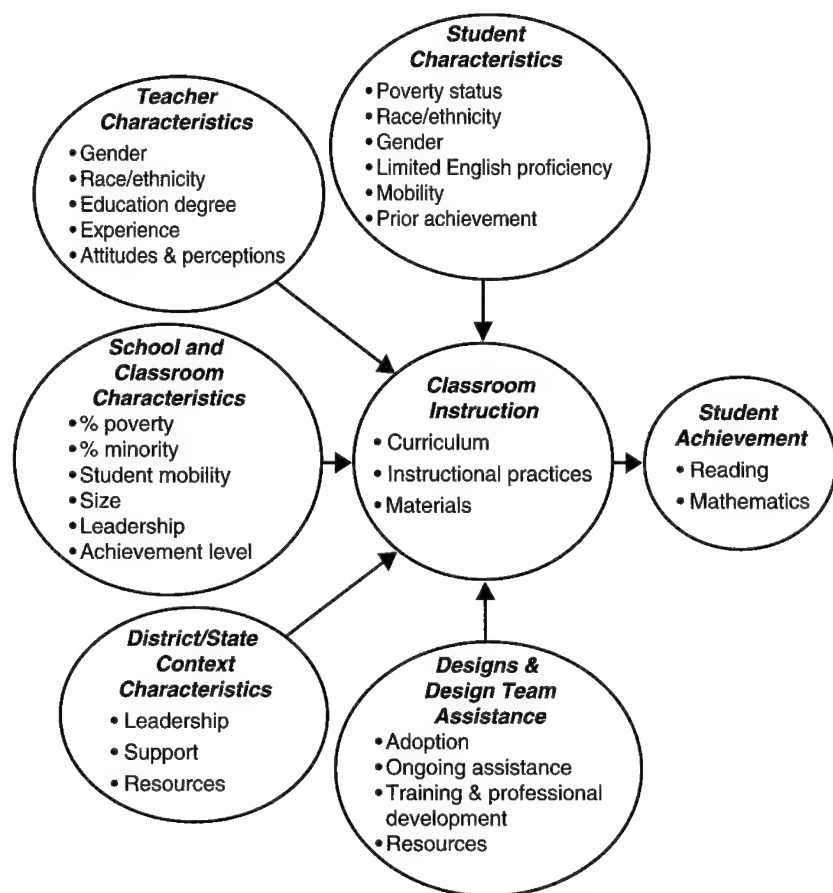 Student
Characteristics
• Poverty status
• Race/ethnicity
• Gender
• Limited English proficiency
• Mobility
• Prior achievement
Teacher
Characteristics
• Gender
• Race/ethnicity
• Education degree
• Experience
• Attitudes & perceptions
School and
Classroom
Characteristics
• % poverty
• % minority
• Student mobility
• Size
• Leadership
• Achievement level
Classroom
Instruction
• Curriculum
• Instructional practices
• Materials
Student
Achievement
• Reading
• Mathematics
District/State
Context
Characteristics
• Leadership
• Support
• Resources
Designs &
Design Team
Assistance
• Adoption
• Ongoing assistance
• Training & professional
development
• Resources